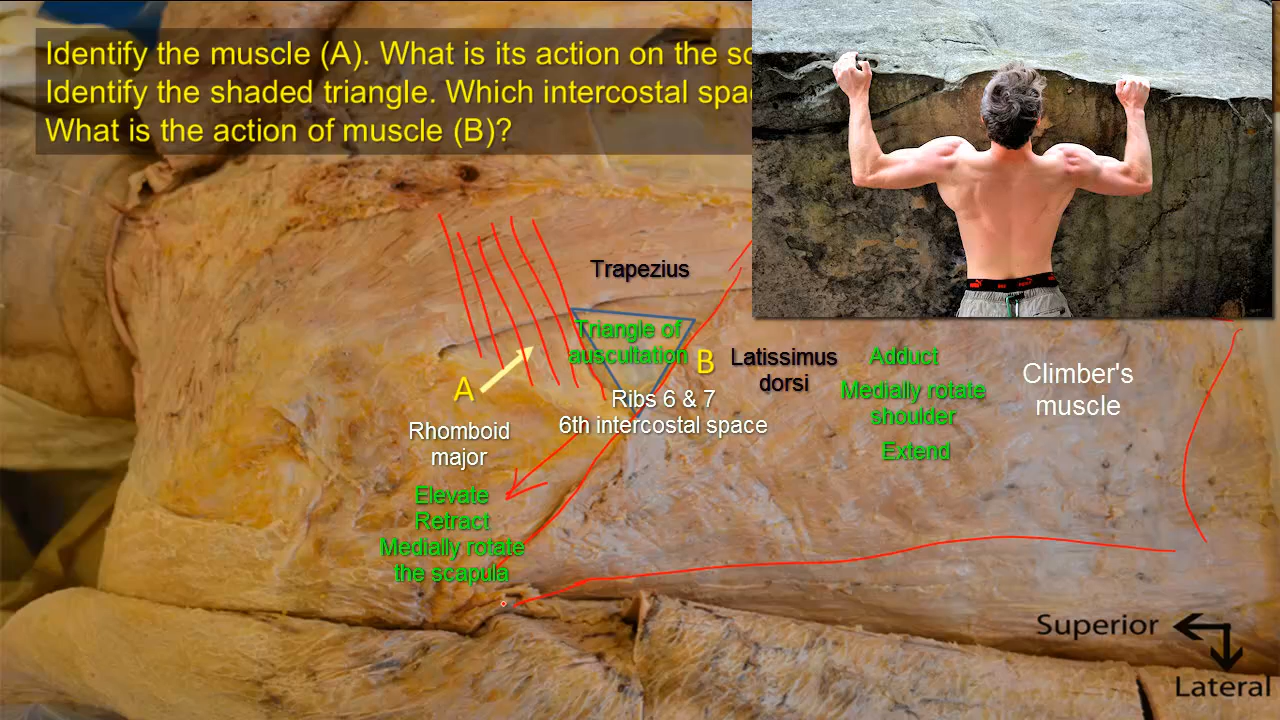 Identify the muscle (A). What is its action on the
Identify the shaded triangle. Which intercostal
What is the action of muscle (B)?
Trapezius
Triangle of
auscultation
A
B
Latissimus
dorsi
Adduct
Medially rotate
shoulder
Extend
Climber's
muscle
Ribs 6 & 7
6th intercostal space
Rhomboid
major
Elevate
Retract
Medially rotate
the scapula
Superior
Lateral